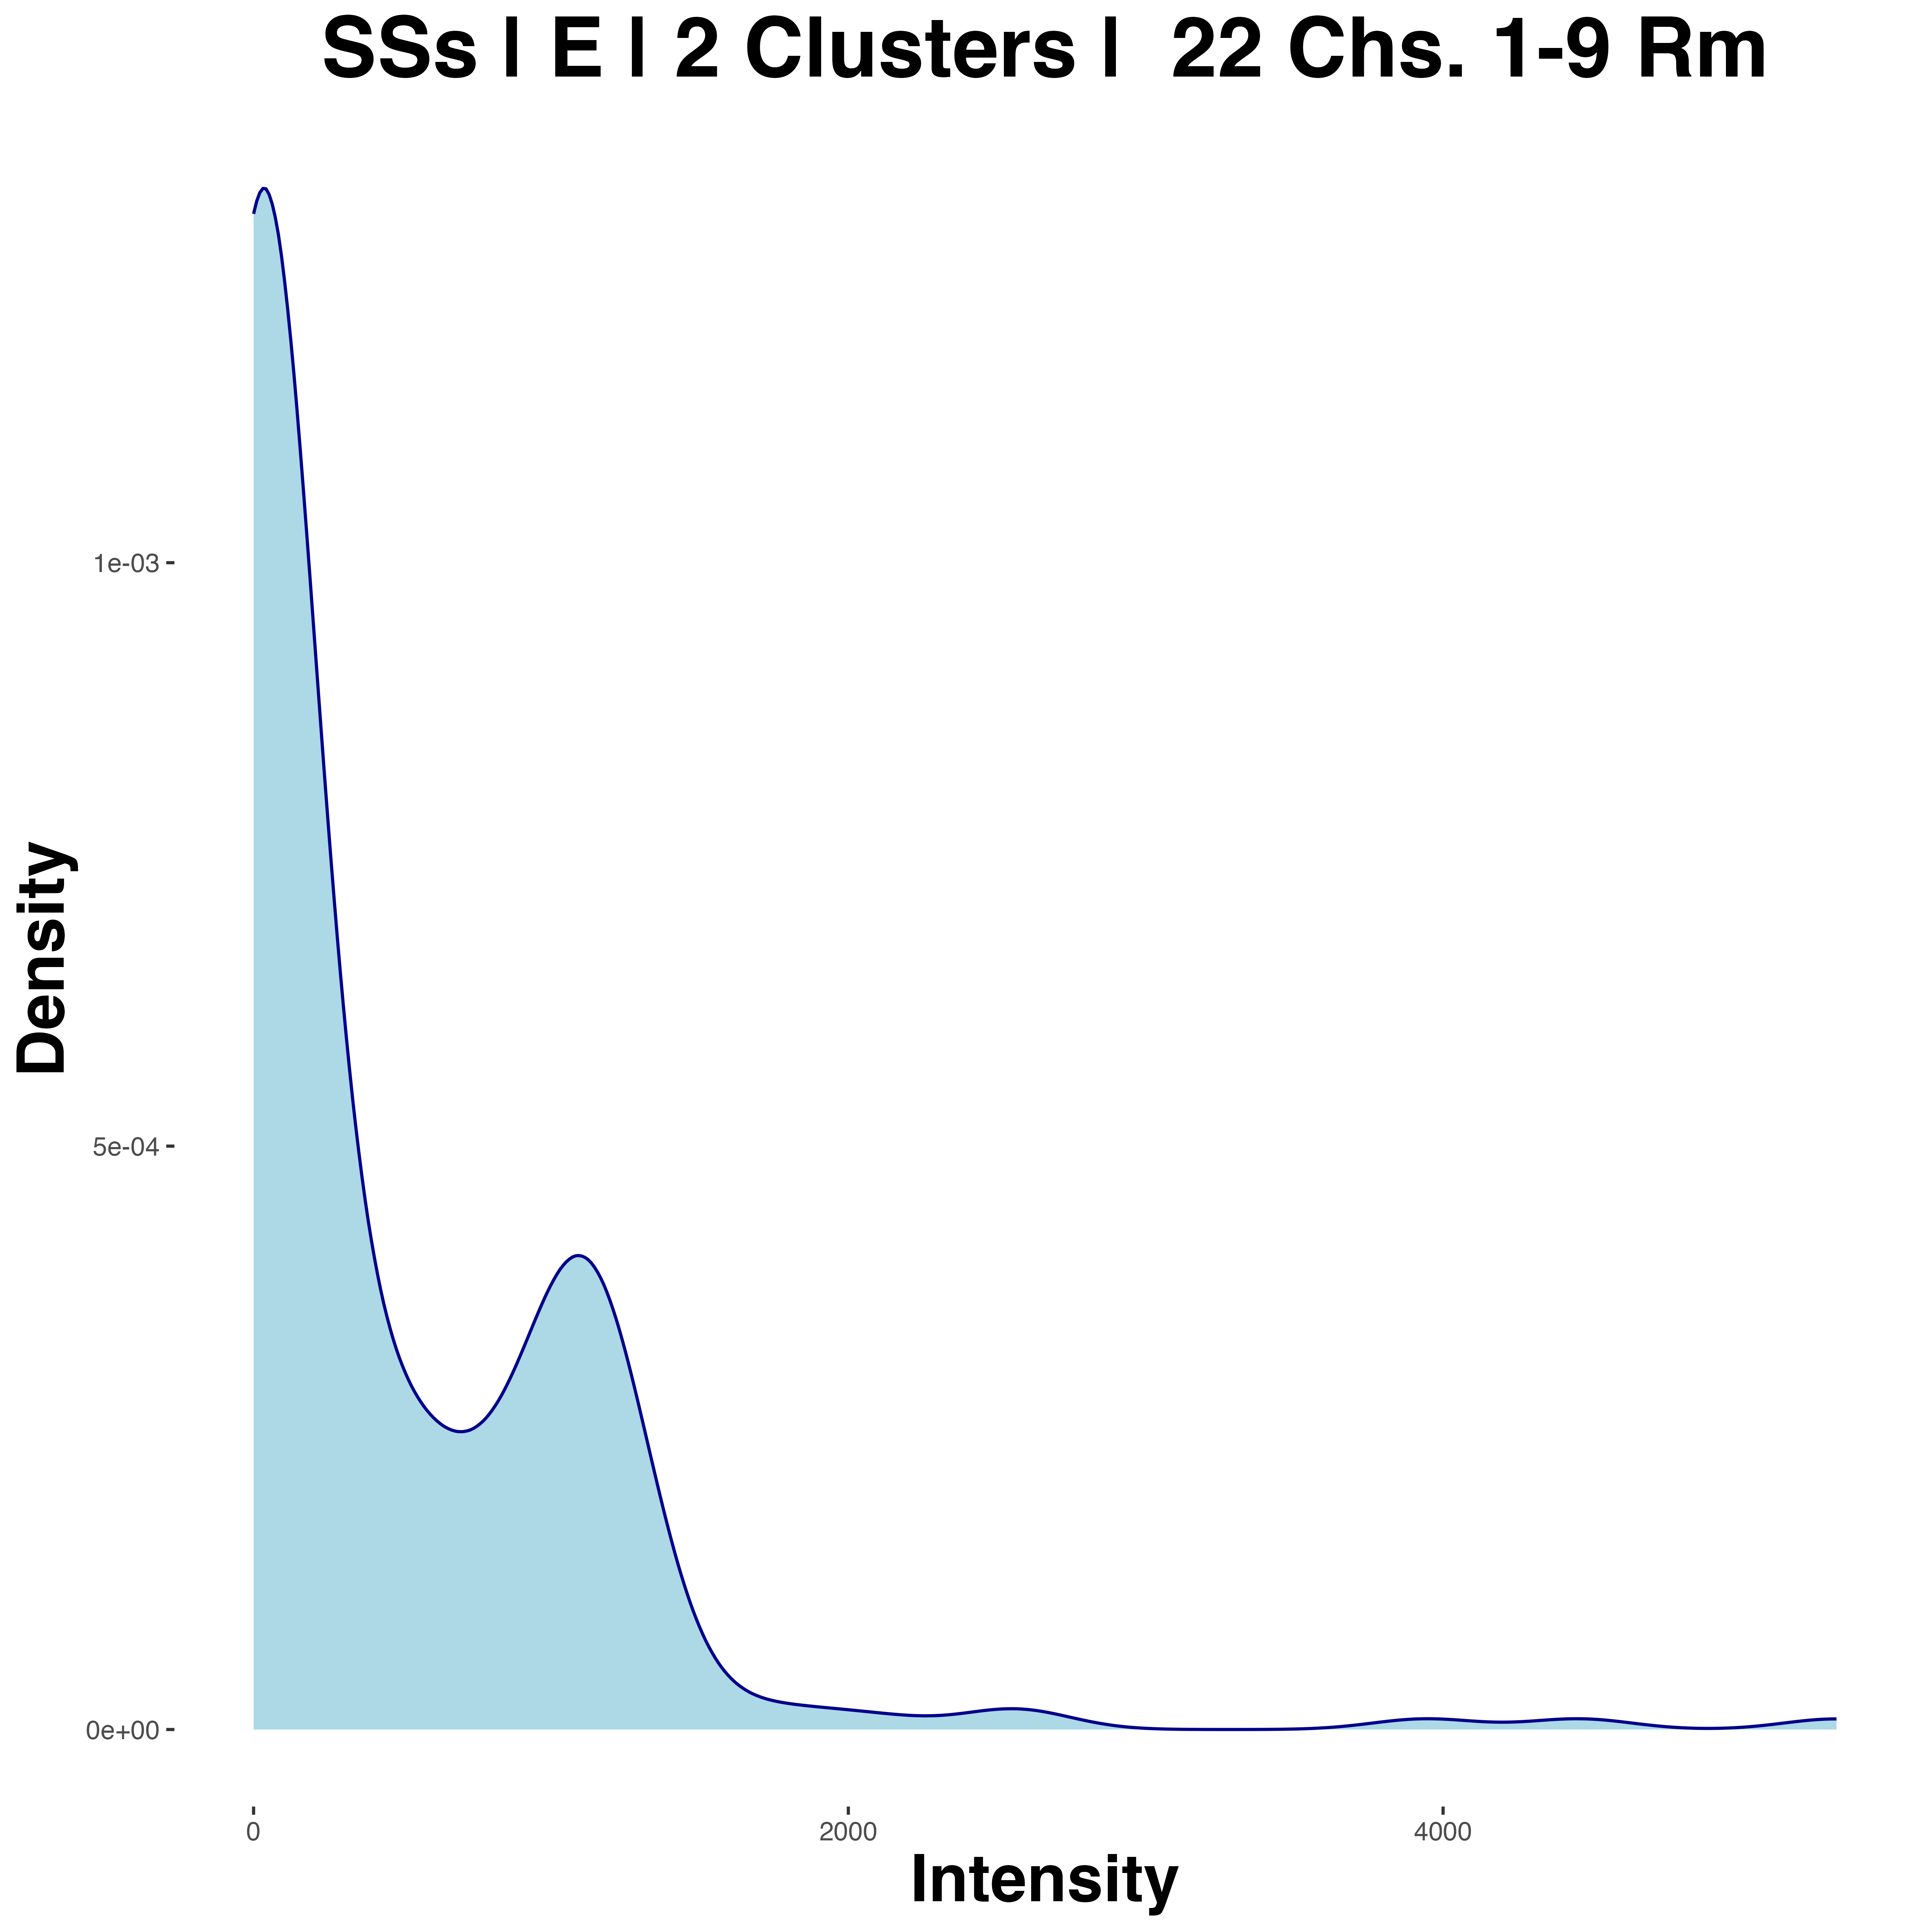 SSs | E | 2 Clusters |  22 Chs. 1-9 Rm
1e-03
Density
5e-04
0e+00
0
2000
4000
Intensity